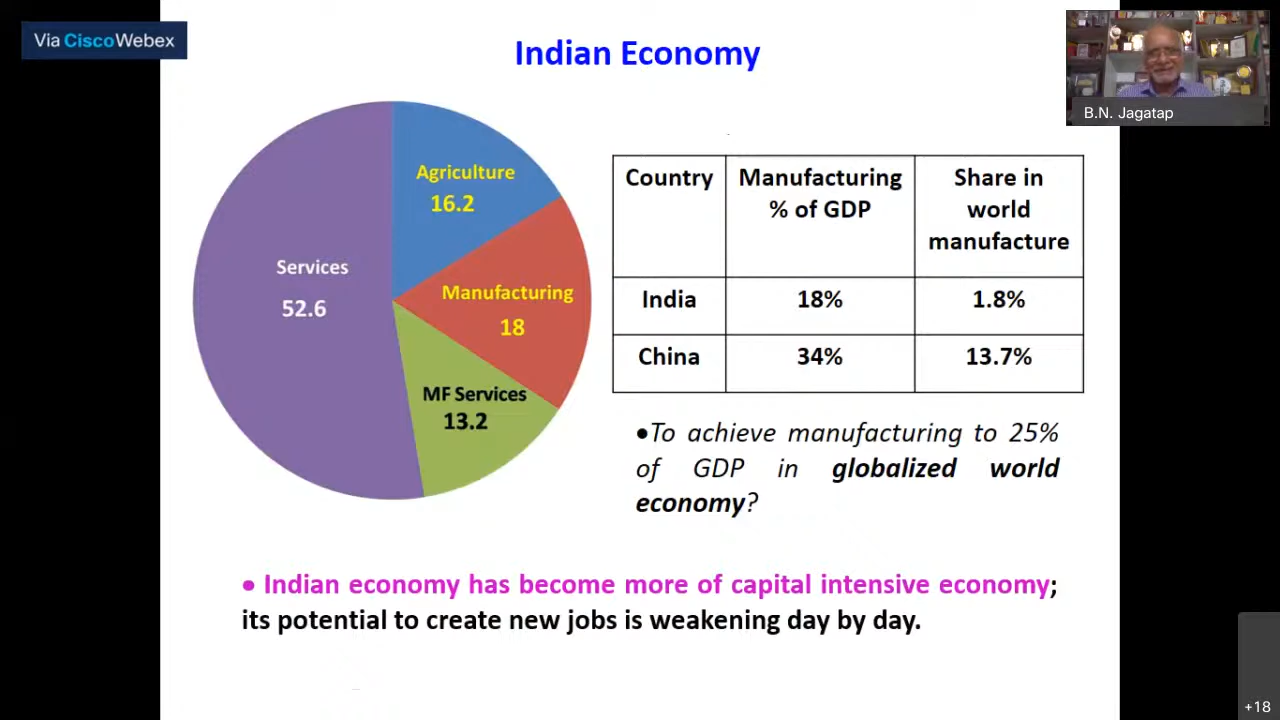 Via Cisco Webex
Indian Economy
B.N. Jagatap
Agriculture
16.2
Services
52.6
Manufacturing
18
MF Services
13.2
Country
Manufacturing
% of GDP
Share in
world
manufacture
India
18%
1.8%
China
34%
13.7%
•To achieve manufacturing to 25%
of GDP in globalized world
economy?
• Indian economy has become more of capital intensive economy;
its potential to create new jobs is weakening day by day.
+18